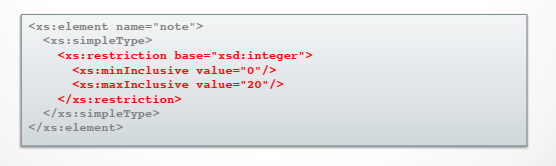 <xs:element name="note">
<xs:simpleType>
<xs:restriction base="xsd:integer">
<xs:minInclusive value="0"/>
<xs:maxInclusive value="20"/>
</xs:restriction>
</xs:simpleType>
</xs:element>